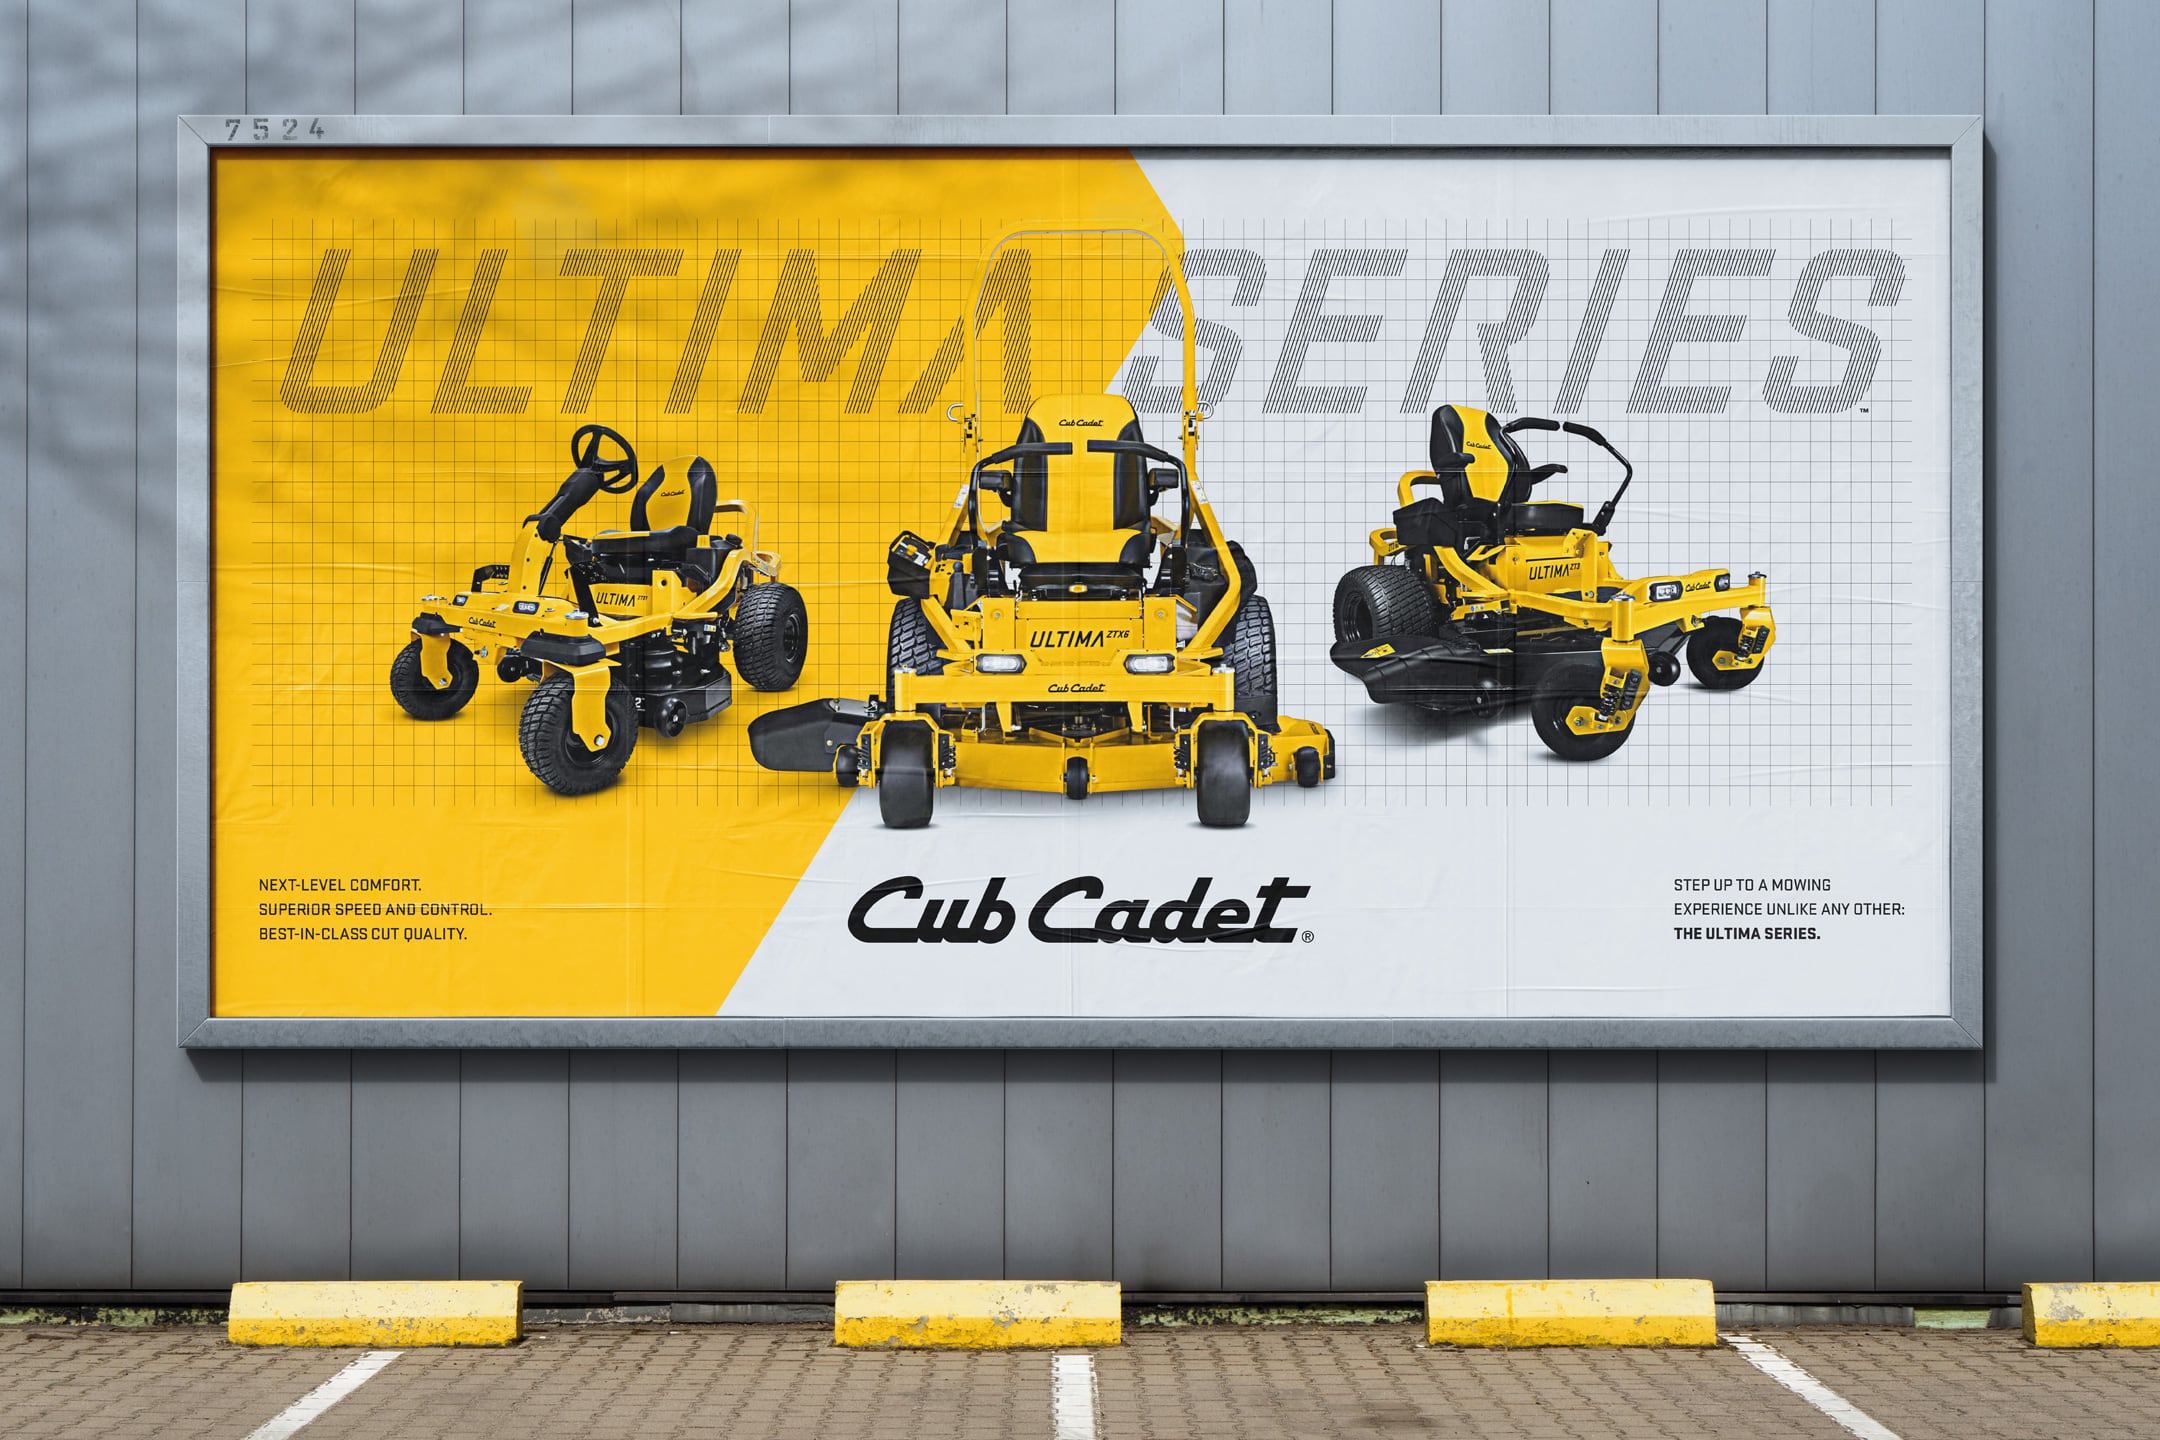 7524
ULTIMA SERIES™
Cub Cadet
Cub Cadet
Cub Cadet
ULTIMA ZTX6
Cub Cadet
ULTIMA
Cub Cadet
ULTIMA ZT3
Cub Cadet
NEXT-LEVEL COMFORT.
SUPERIOR SPEED AND CONTROL.
BEST-IN-CLASS CUT QUALITY.
Cub Cadet®
STEP UP TO A MOWING
EXPERIENCE UNLIKE ANY OTHER:
THE ULTIMA SERIES.